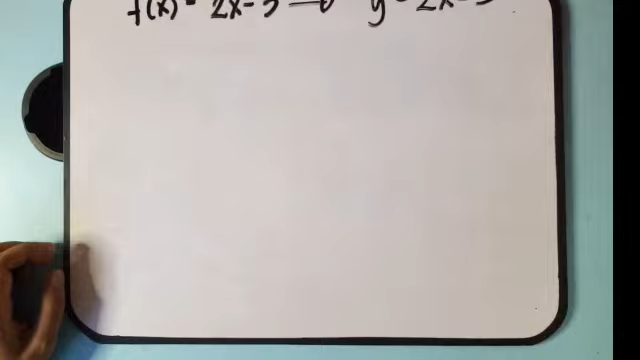 f(x) = 2x - 3 → y = 2x - 3